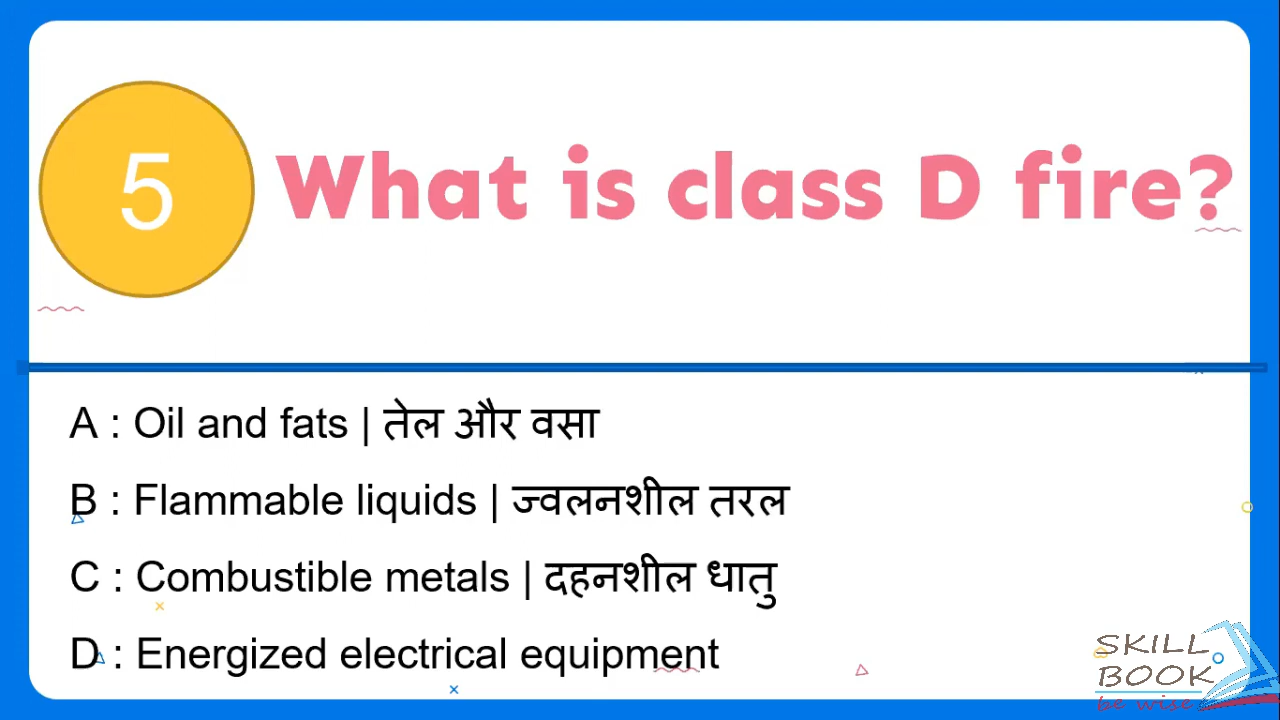 5
What is class D fire?
A : Oil and fats | तेल और वसा
B : Flammable liquids | ज्वलनशील तरल
C : Combustible metals | दहनशील धातु
D : Energized electrical equipment
SKILL
BOOK
be wise